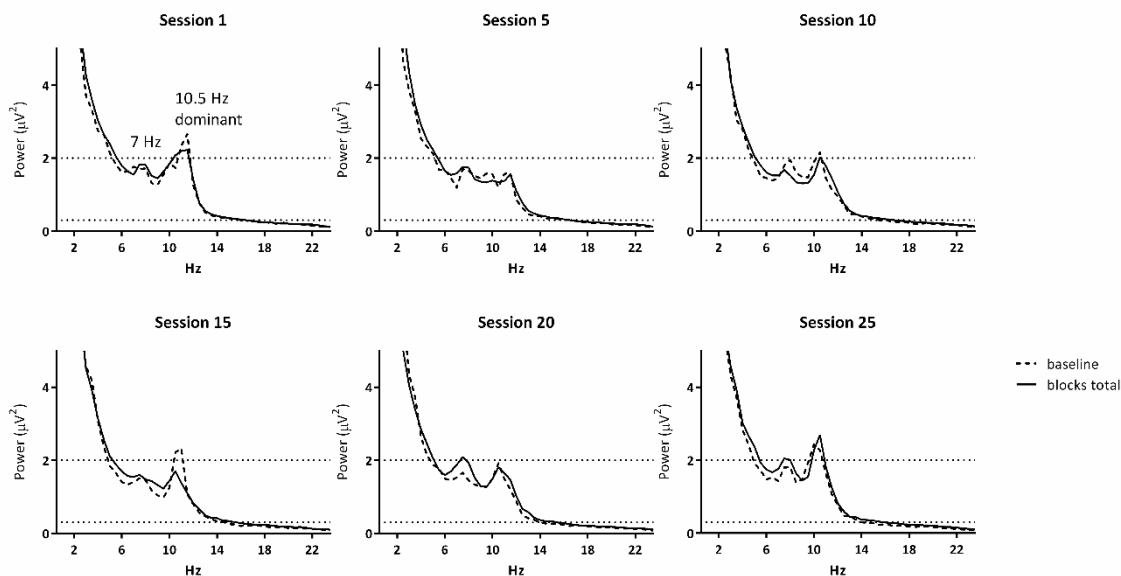 Session 1
Session 5
Session 10
Power (µV²)
4
2
0
7 Hz
10.5 Hz
dominant
2 6 10 14 18 22
Hz
Power (µV²)
4
2
0
2 6 10 14 18 22
Hz
Power (µV²)
4
2
0
2 6 10 14 18 22
Hz
Session 15
Session 20
Session 25
Power (µV²)
4
2
0
2 6 10 14 18 22
Hz
Power (µV²)
4
2
0
2 6 10 14 18 22
Hz
Power (µV²)
4
2
0
2 6 10 14 18 22
Hz
baseline
blocks total